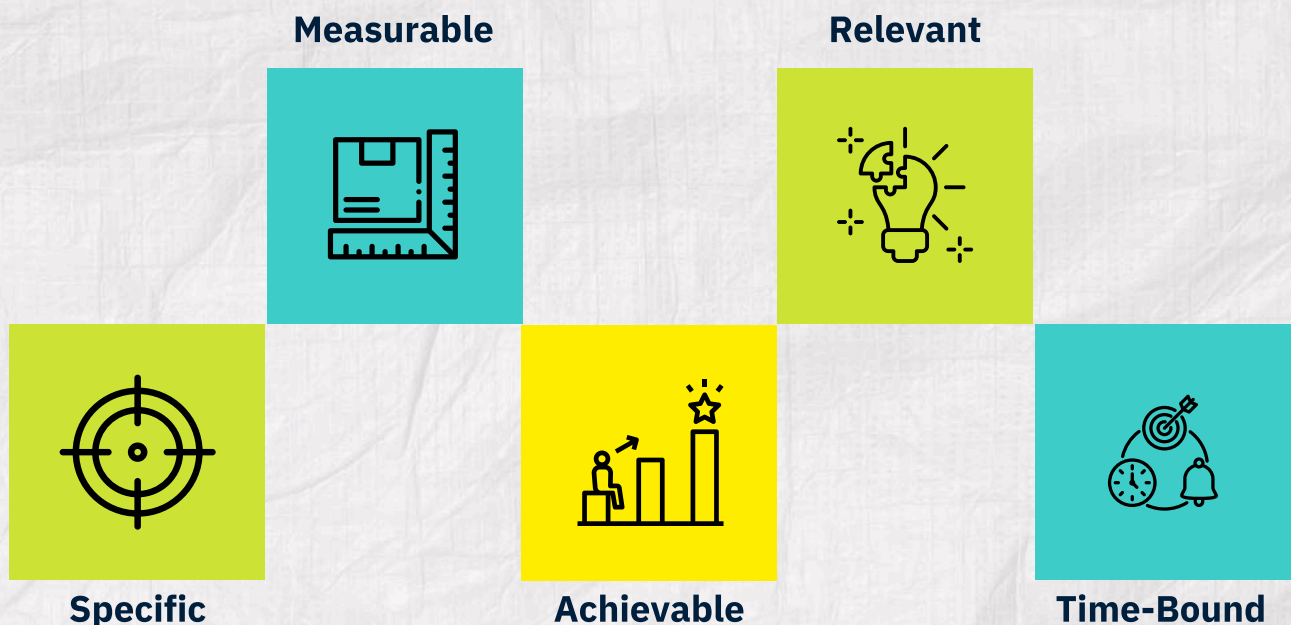 Measurable
Relevant
Specific
Achievable
Time-Bound